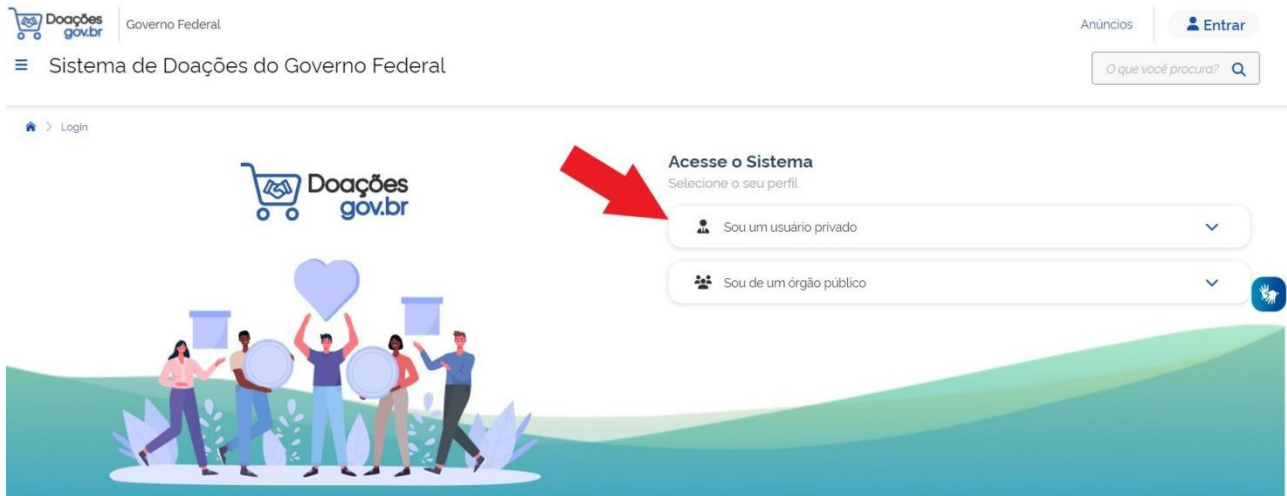 Doações
gov.br
Governo Federal
Anúncios
Entrar
Sistema de Doações do Governo Federal
O que você procura?
Login
Doações
gov.br
Acesse o Sistema
Selecione o seu perfil
Sou um usuário privado
Sou de um órgão público